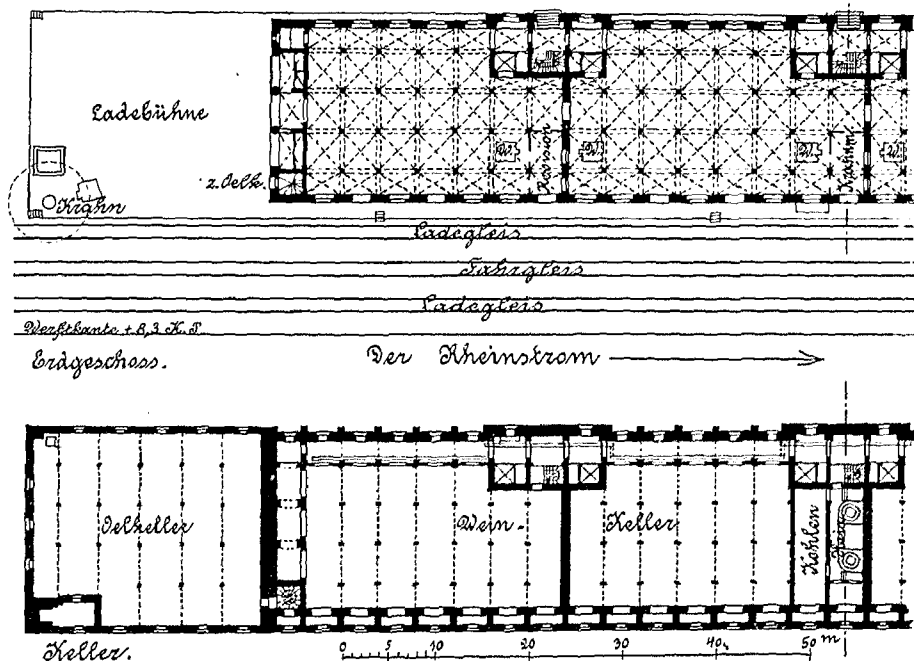 Ladebühne
z. Oelk.
Krahn
W.
W.
W.
W.
Ladegleis
Fahrgleis
Ladegleis
Werftkante + 8,3 K.P.
Erdgeschoss.
Der Rheinstrom
Oelkeller
Wein-
Keller
Kohlen
Keller.
0 5 10 20 30 40 50 m